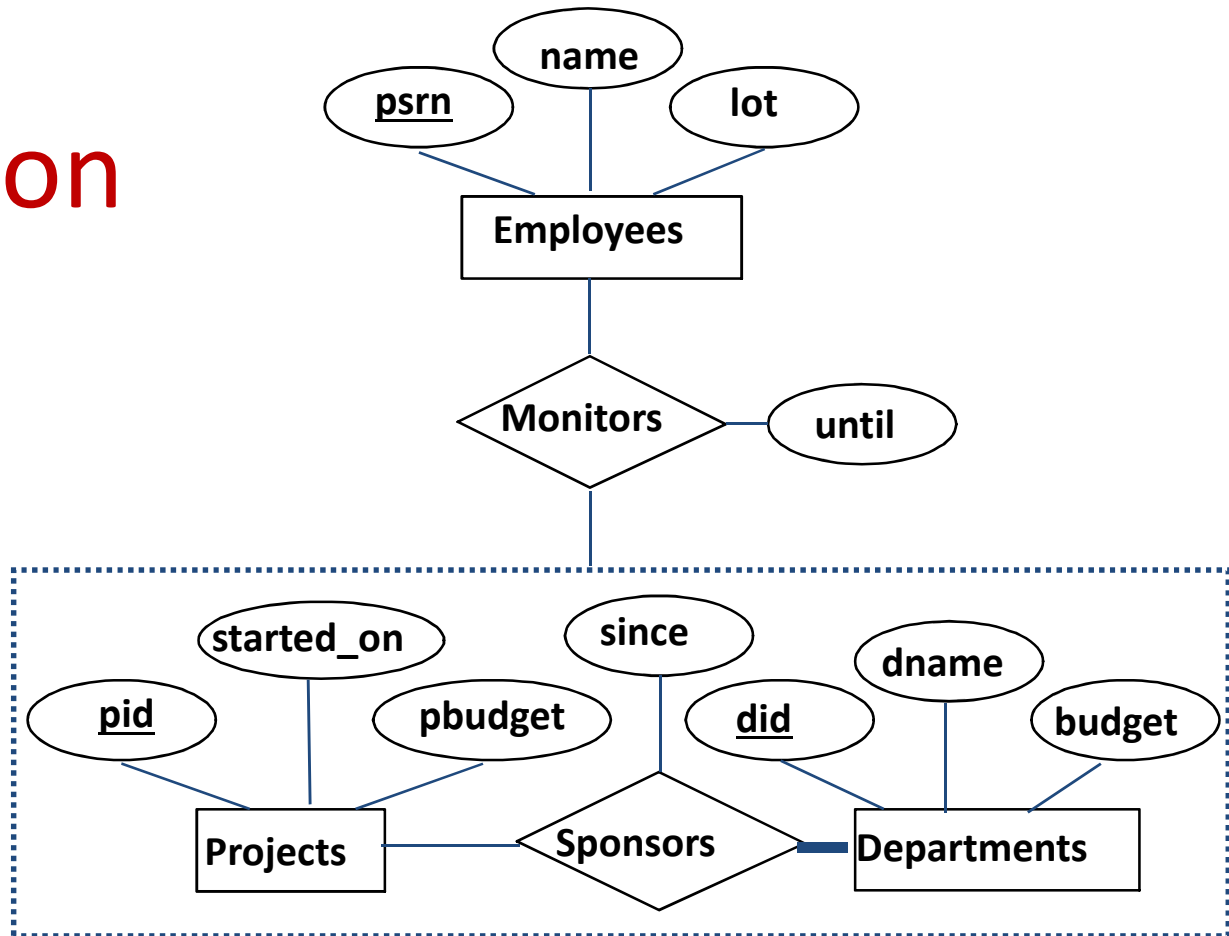 name
psrn
lot
on
Employees
Monitors
until
since
started_on
dname
pid
pbudget
did
budget
Projects
Sponsors
Departments